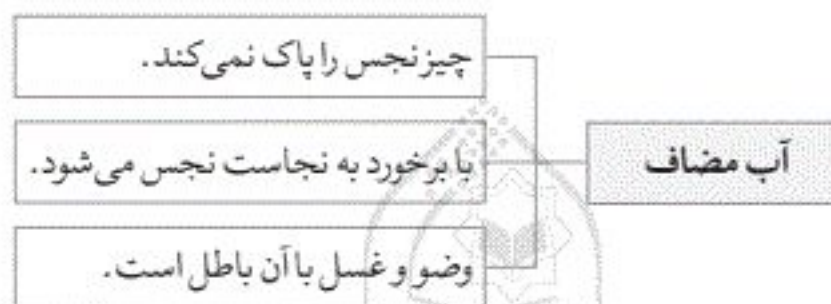 آب مضاف
چیز نجس را پاک نمی‌کند.
با برخورد به نجاست نجس می‌شود.
وضو و غسل با آن باطل است.